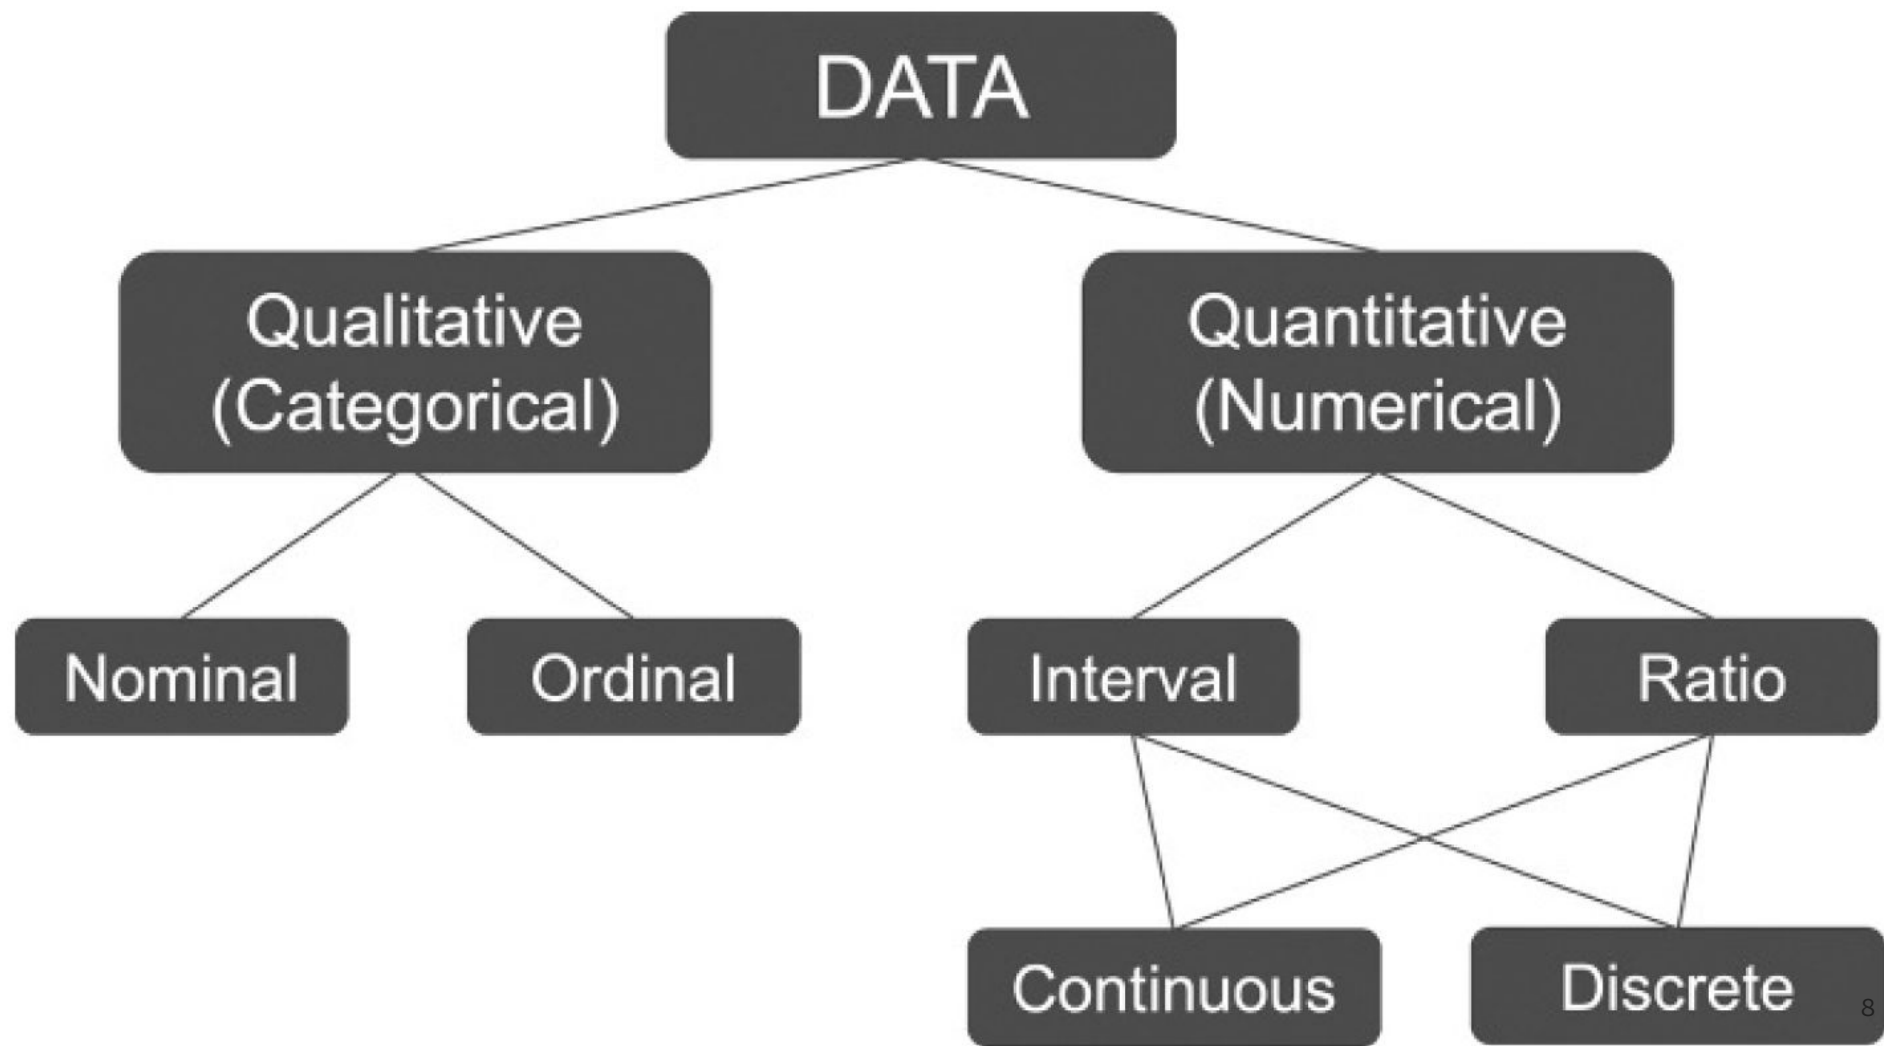 DATA
Qualitative
(Categorical)
Quantitative
(Numerical)
Nominal
Ordinal
Interval
Ratio
Continuous
Discrete
8